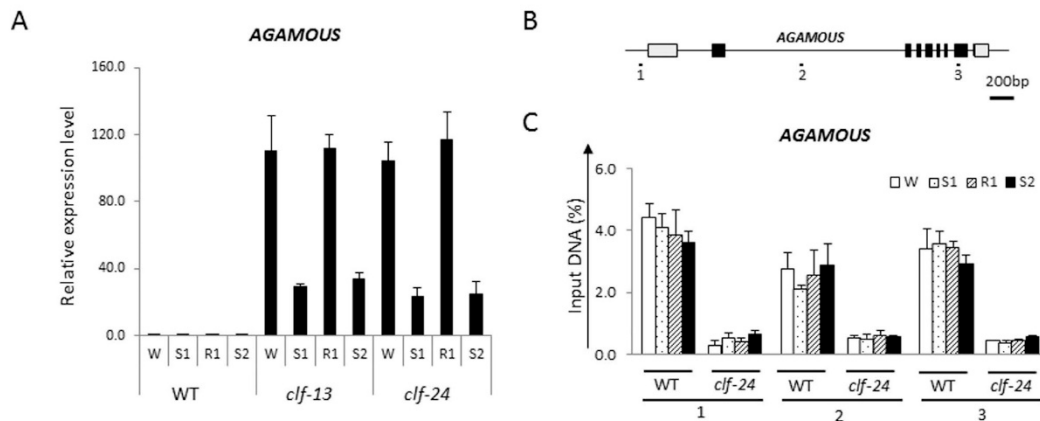 A
AGAMOUS
Relative expression level
160.0
120.0
80.0
40.0
0.0
W S1 R1 S2 W S1 R1 S2 W S1 R1 S2
WT clf-13 clf-24
B
AGAMOUS
1 2 3
200bp
C
AGAMOUS
W S1 R1 S2
Input DNA (%)
6.0
4.0
2.0
0.0
WT clf-24 WT clf-24 WT clf-24
1 2 3